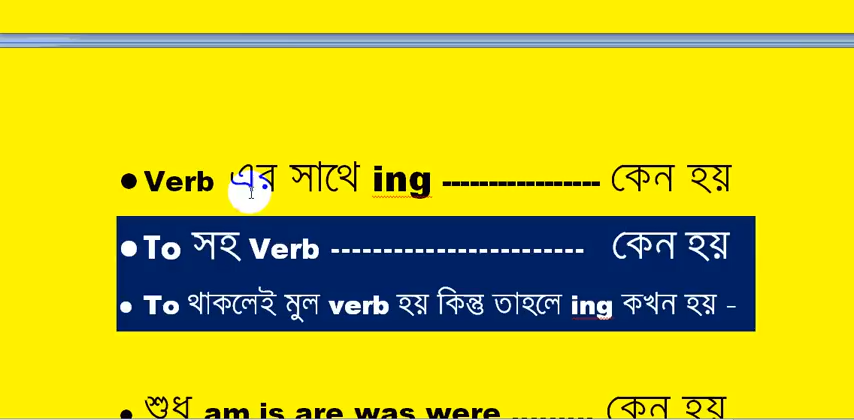 • Verb এর সাথে ing ----------------- কেন হয়
• To সহ Verb ------------------------ কেন হয়
• To থাকলেই মুল verb হয় কিন্তু তাহলে ing কখন হয় -
• শুধ am is are was were --------- কেন হয়